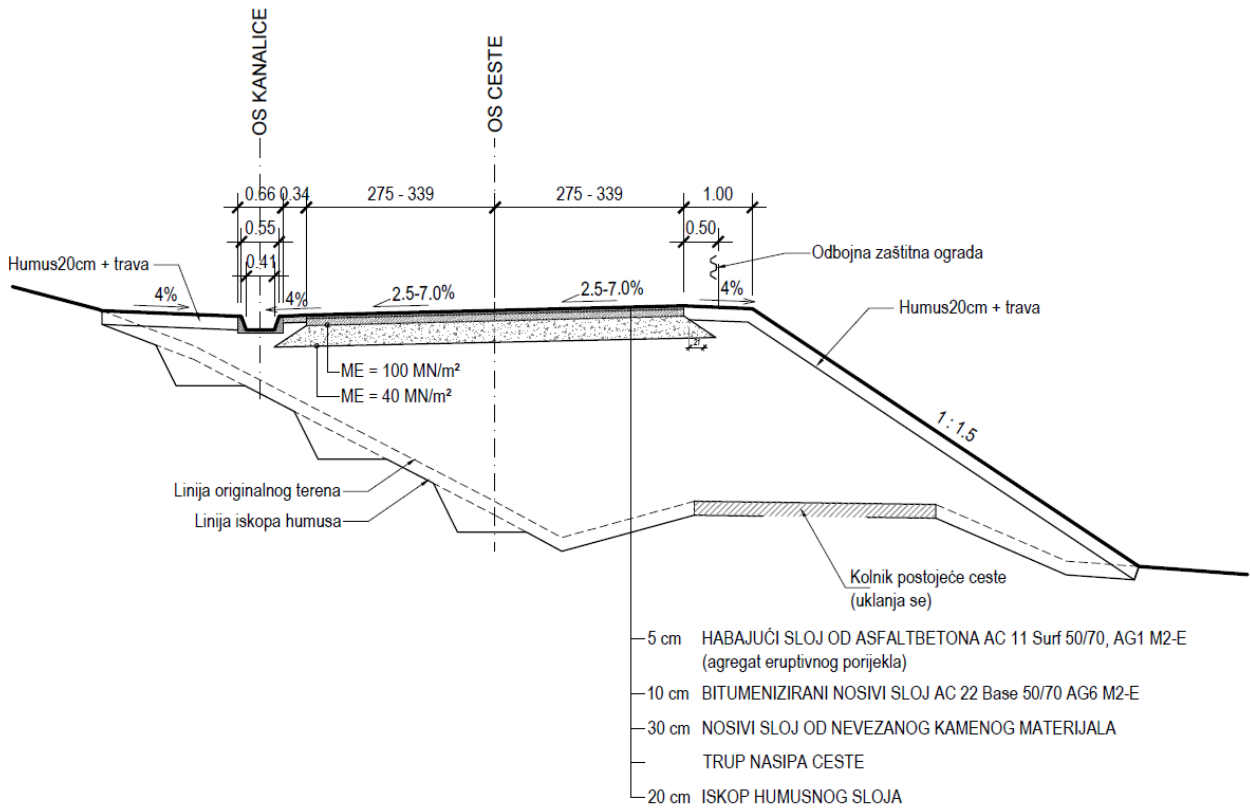 OS KANALICE
OS CESTE
0.66 0.34 275 - 339 275 - 339 1.00
0.55 0.50
0.41
Odbojna zaštitna ograda
Humus20cm + trava
4% 4% 2.5-7.0% 2.5-7.0% 4%
Humus20cm + trava
21
ME = 100 MN/m²
ME = 40 MN/m²
1 : 1.5
Linija originalnog terena
Linija iskopa humusa
Kolnik postojeće ceste
(uklanja se)
5 cm HABAJUĆI SLOJ OD ASFALTBETONA AC 11 Surf 50/70, AG1 M2-E
(agregat eruptivnog porijekla)
10 cm BITUMENIZIRANI NOSIVI SLOJ AC 22 Base 50/70 AG6 M2-E
30 cm NOSIVI SLOJ OD NEVEZANOG KAMENOG MATERIJALA
TRUP NASIPA CESTE
20 cm ISKOP HUMUSNOG SLOJA